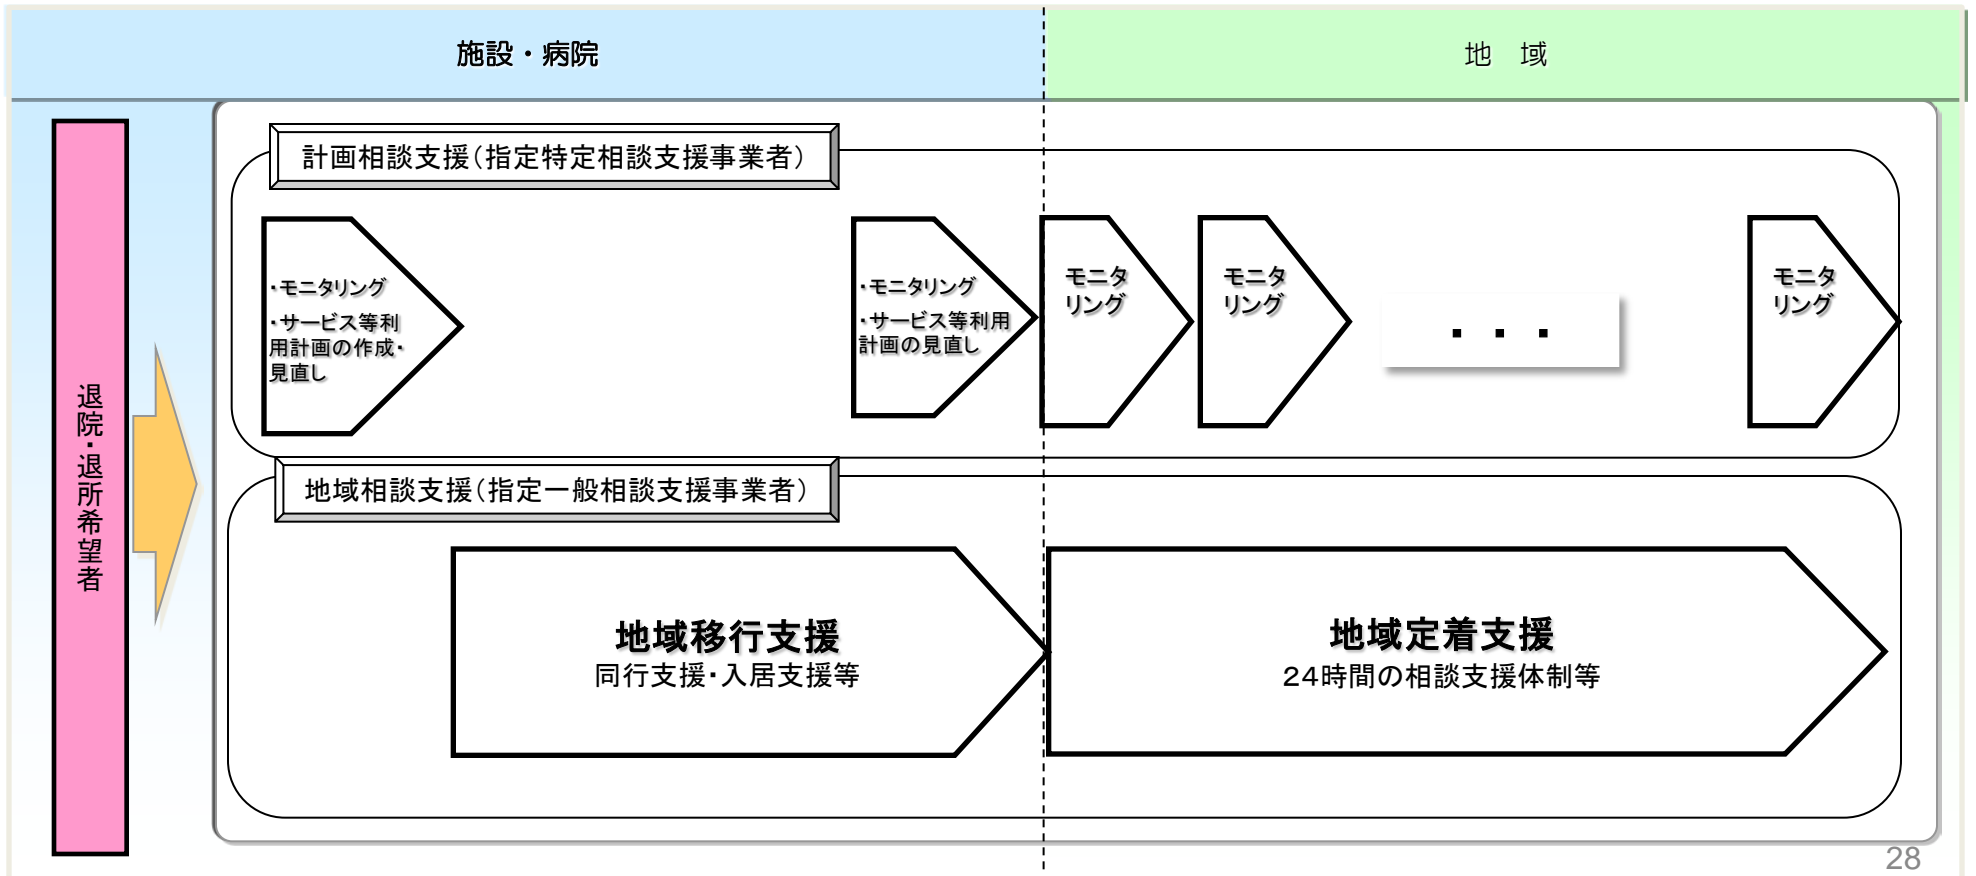 施設・病院
地　域
退院・退所希望者
計画相談支援（指定特定相談支援事業者）
・モニタリング
・サービス等利
用計画の作成・
見直し
・モニタリング
・サービス等利用
計画の見直し
モニタ
リング
モニタ
リング
・・・
モニタ
リング
地域相談支援（指定一般相談支援事業者）
地域移行支援
同行支援・入居支援等
地域定着支援
24時間の相談支援体制等
28